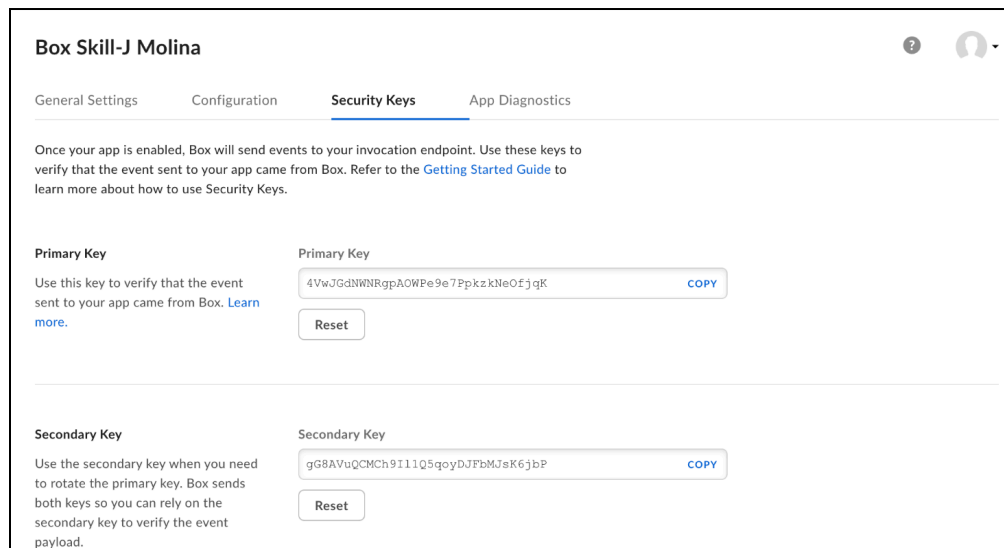 Box Skill-J Molina
?
General Settings Configuration Security Keys App Diagnostics
Once your app is enabled, Box will send events to your invocation endpoint. Use these keys to
verify that the event sent to your app came from Box. Refer to the Getting Started Guide to
learn more about how to use Security Keys.
Primary Key
Use this key to verify that the event
sent to your app came from Box. Learn
more.
Primary Key
4VwJGdNWNRgpAOWPe9e7PpkzkNeOfjqK COPY
Reset
Secondary Key
Use the secondary key when you need
to rotate the primary key. Box sends
both keys so you can rely on the
secondary key to verify the event
payload.
Secondary Key
gG8AVuQCMCh9Il1Q5qoyDJFbMJsK6jbP COPY
Reset